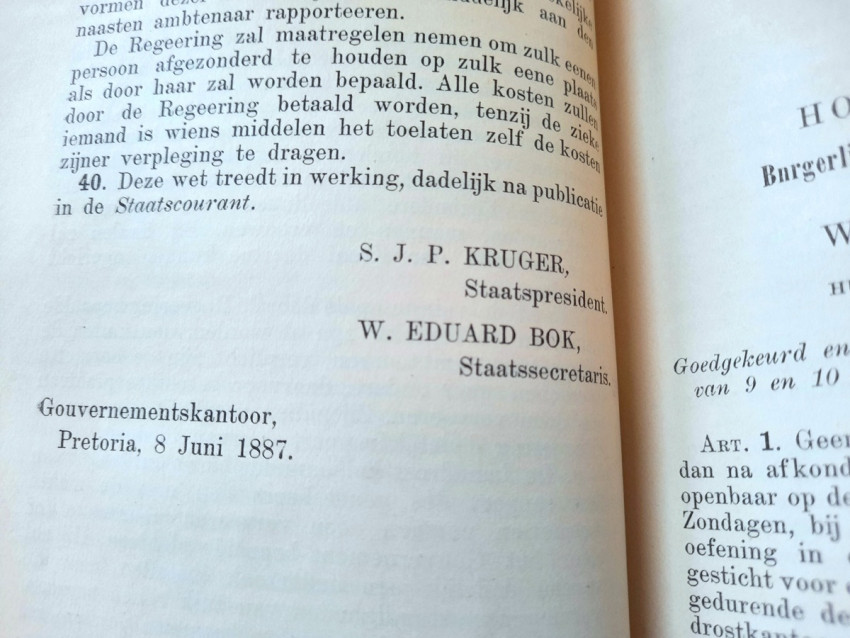 vormen
naasten ambtenaar rapporteeren.
De Regeering zal maatregelen nemen om zulk eenen
persoon afgezonderd te houden op zulk eene plaats
als door haar zal worden bepaald. Alle kosten zullen
door de Regeering betaald worden, tenzij de zieke
iemand is wiens middelen het toelaten zelf de kosten
zijner verpleging te dragen.
40. Deze wet treedt in werking, dadelijk na publicatie
in de Staatscourant.
S. J. P. KRUGER,
Staatspresident.
W. EDUARD BOK,
Staatssecretaris.
Gouvernementskantoor,
Pretoria, 8 Juni 1887.
HO
Burgerl
W
Goedgekeurd en
van 9 en 10
ART. 1. Geen
dan na afkond
openbaar op de
Zondagen, bij
oefening in
gesticht voor
gedurende de
drostkant